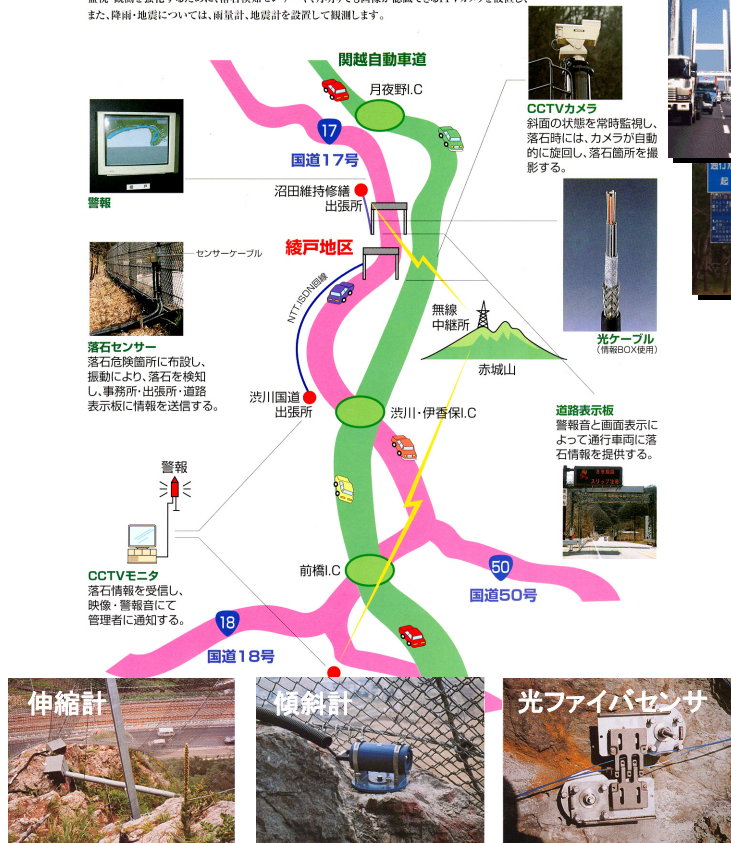 また、降雨・地震については、雨量計、地震計を設置して観測します。
関越自動車道
月夜野I.C
17
国道17号
CCTVカメラ
斜面の状態を常時監視し、
落石時には、カメラが自動
的に旋回し、落石箇所を撮
影する。
警報
沼田維持修繕
出張所
綾戸地区
センサーケーブル
NTT.ISDN回線
無線
中継所
赤城山
光ケーブル
(情報BOX使用)
落石センサー
落石危険箇所に布設し、
振動により、落石を検知
し、事務所・出張所・道路
表示板に情報を送信する。
渋川国道
出張所
渋川・伊香保I.C
道路表示板
警報音と画面表示に
よって通行車両に落
石情報を提供する。
警報
CCTVモニタ
落石情報を受信し、
映像・警報音にて
管理者に通知する。
前橋I.C
50
国道50号
18
国道18号
伸縮計
傾斜計
光ファイバセンサ